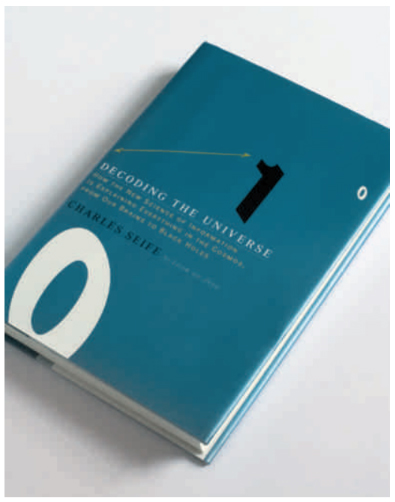 1
0
DECODING THE UNIVERSE
HOW THE NEW SCIENCE OF INFORMATION
IS EXPLAINING EVERYTHING IN THE COSMOS,
FROM OUR BRAINS TO BLACK HOLES
CHARLES SEIFE
0